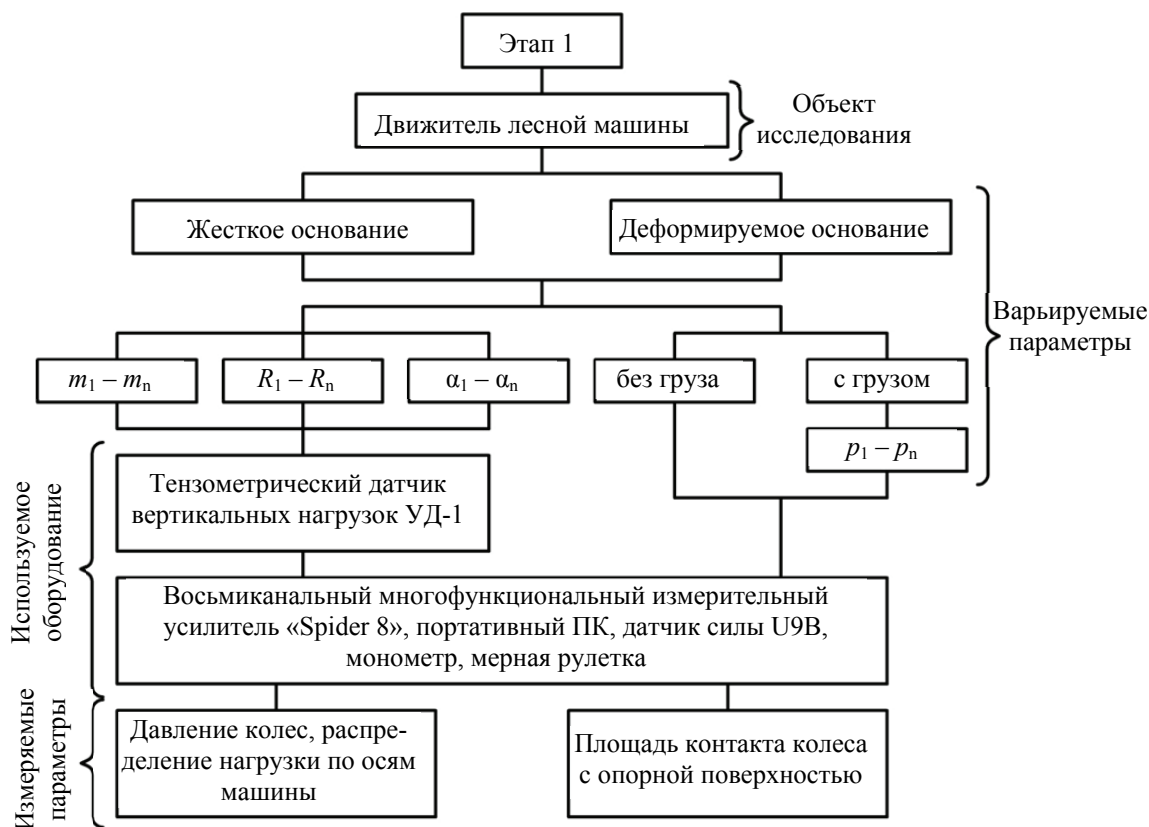 Этап 1
Движитель лесной машины
Объект
исследования
Жесткое основание
Деформируемое основание
Варьируемые
параметры
m1 – mn
R1 – Rn
α1 – αn
без груза
с грузом
p1 – pn
Используемое
оборудование
Тензометрический датчик
вертикальных нагрузок УД-1
Восьмиканальный многофункциональный измерительный
усилитель «Spider 8», портативный ПК, датчик силы U9B,
монометр, мерная рулетка
Измеряемые
параметры
Давление колес, распре-
деление нагрузки по осям
машины
Площадь контакта колеса
с опорной поверхностью